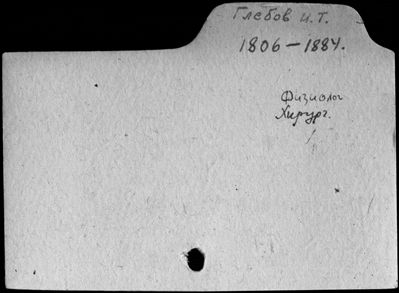 Глебов И.Т.
1806-1884.
Физиолог
Хирург.